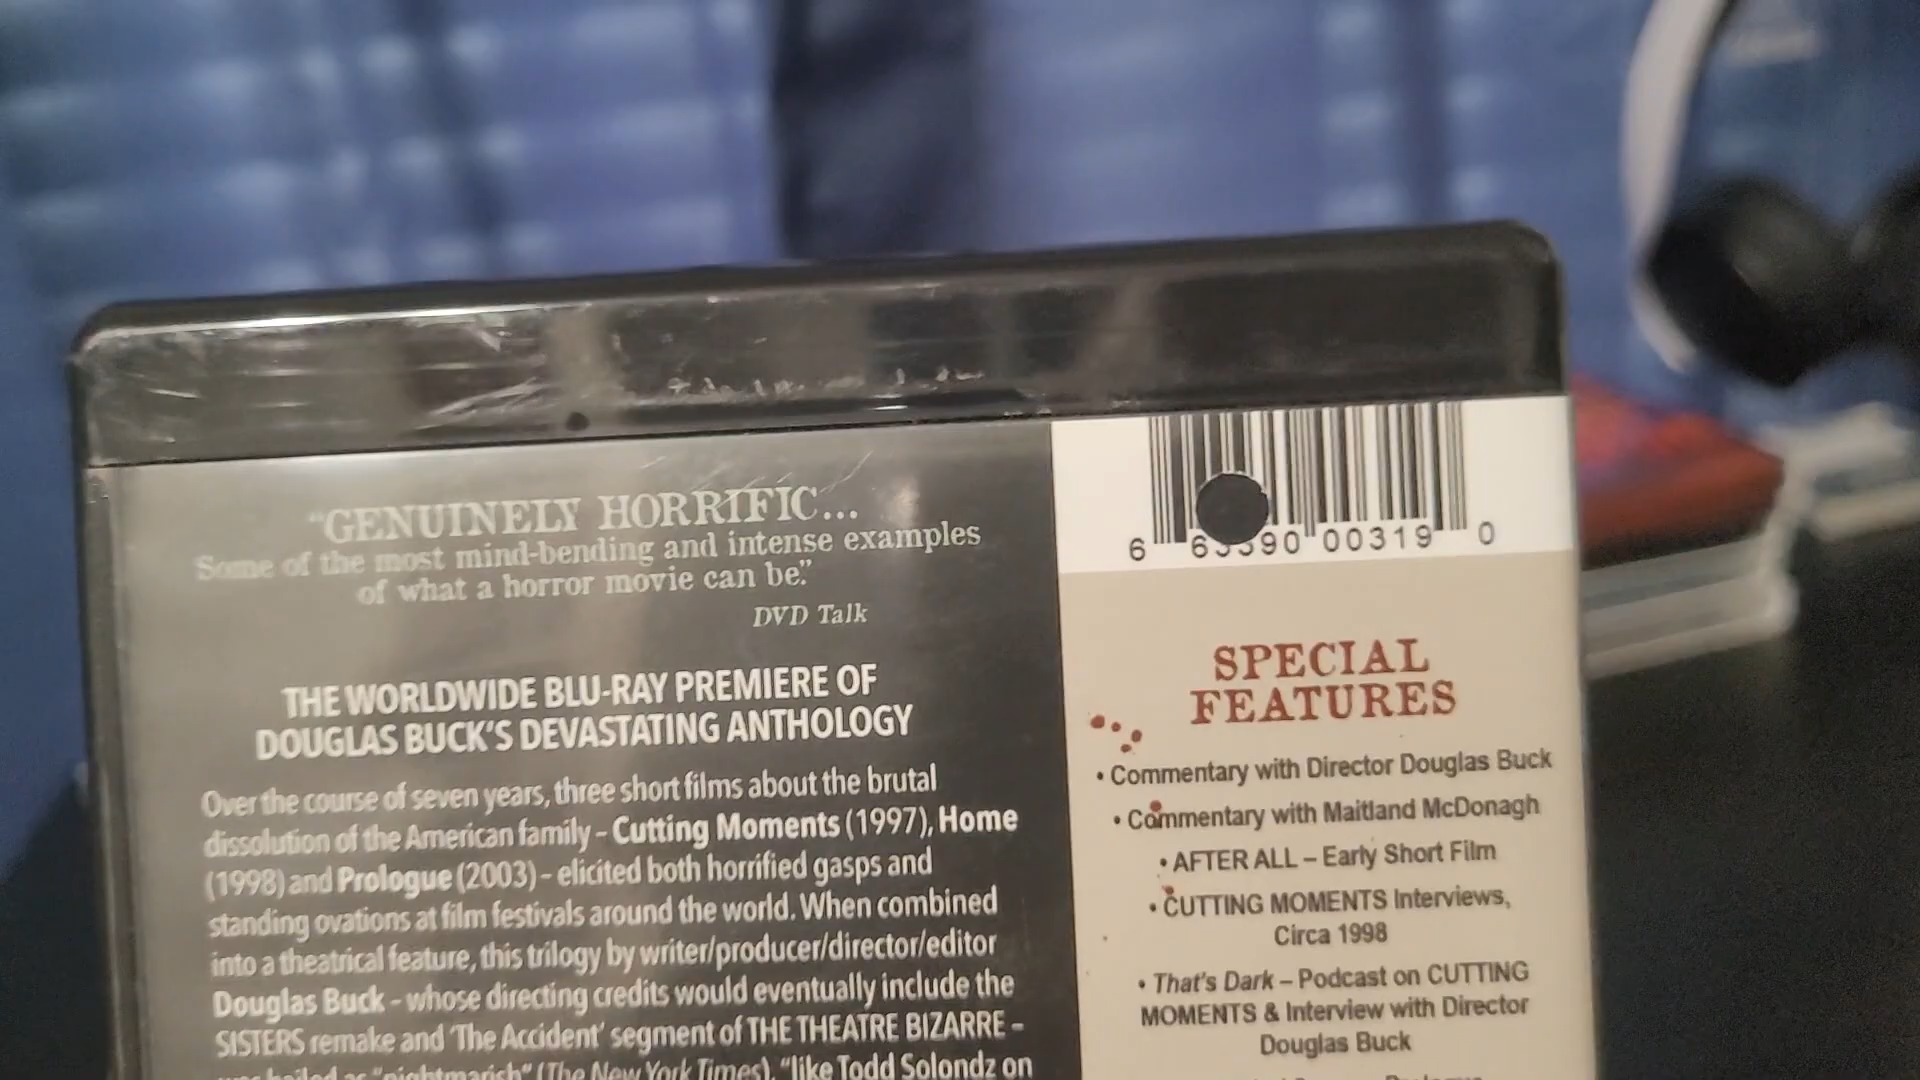 "GENUINELY HORRIFIC...
Some of the most mind-bending and intense examples
of what a horror movie can be."
DVD Talk
THE WORLDWIDE BLU-RAY PREMIERE OF
DOUGLAS BUCK'S DEVASTATING ANTHOLOGY
Over the course of seven years, three short films about the brutal
dissolution of the American family – Cutting Moments (1997), Home
(1998) and Prologue (2003) – elicited both horrified gasps and
standing ovations at film festivals around the world. When combined
into a theatrical feature, this trilogy by writer/producer/director/editor
Douglas Buck – whose directing credits would eventually include the
SISTERS remake and 'The Accident' segment of THE THEATRE BIZARRE –
was hailed as "nightmarish" (The New York Times), "like Todd Solondz on
6 63390 00319 0
SPECIAL
FEATURES
• Commentary with Director Douglas Buck
• Commentary with Maitland McDonagh
• AFTER ALL – Early Short Film
• CUTTING MOMENTS Interviews,
Circa 1998
• That's Dark – Podcast on CUTTING
MOMENTS & Interview with Director
Douglas Buck